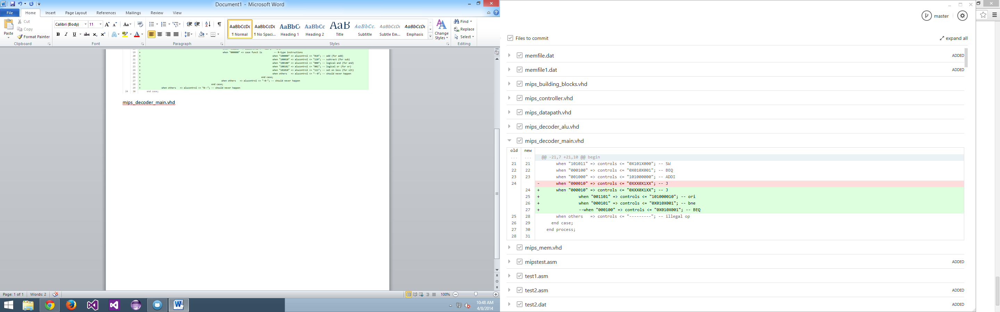 Document1 - Microsoft Word
File Home Insert Page Layout References Mailings Review View
Paste
Cut
Copy
Format Painter
Clipboard
Calibri (Body) 11
Font
Paragraph
AaBbCcDc AaBbCcDc AaBbC AaBbCc AaB AaBbCc. AaBbCcDc AaBbCcDc
¶ Normal ¶ No Spaci... Heading 1 Heading 2 Title Subtitle Subtle Em... Emphasis
Change Styles
Styles
Find
Replace
Select
Editing
19 + when "000000" => case funct is -- R-type instructions
20 + when "100000" => alucontrol <= "010"; -- add (for add)
21 + when "100010" => alucontrol <= "110"; -- subtract (for sub)
22 + when "100100" => alucontrol <= "000"; -- logical and (for and)
23 + when "100101" => alucontrol <= "001"; -- logical or (for or)
24 + when "101010" => alucontrol <= "111"; -- set on less (for slt)
25 + when others => alucontrol <= "--0"; -- should never happen
26 + end case;
27 + when others => alucontrol <= "-0-"; -- should never happen
28 + end case;
29 + when others => alucontrol <= "0--"; -- should never happen
24 30 end case;
mips_decoder_main.vhd
Page: 1 of 1 Words: 2 100%
10:48 AM
4/8/2014
master
Files to commit expand all
memfile.dat ADDED
memfile1.dat ADDED
mips_building_blocks.vhd
mips_controller.vhd
mips_datapath.vhd
mips_decoder_alu.vhd
mips_decoder_main.vhd
old new
... ... @@ -21,7 +21,10 @@ begin
21 21 when "101011" => controls <= "0X101X000"; -- SW
22 22 when "000100" => controls <= "0X010X001"; -- BEQ
23 23 when "001000" => controls <= "101000000"; -- ADDI
24 - when "000010" => controls <= "0XXX0X1XX"; -- J
24 + when "000010" => controls <= "0XXX0X1XX"; -- J
25 + when "001101" => controls <= "101000010"; -- ori
26 + when "000101" => controls <= "0X010X001"; -- bne
27 + --when "000100" => controls <= "0X010X001"; -- BEQ
25 28 when others => controls <= "---------"; -- illegal op
26 29 end case;
27 30 end process;
28 31
mips_mem.vhd
mipstest.asm ADDED
test1.asm ADDED
test2.asm ADDED
test2.dat ADDED